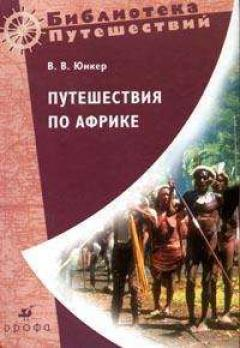 Библиотека
Путешествий
В. В. Юнкер
ПУТЕШЕСТВИЯ
ПО АФРИКЕ
дрофа